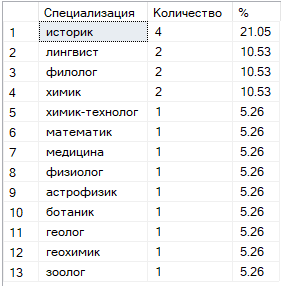 Специализация Количество %
1 историк 4 21.05
2 лингвист 2 10.53
3 филолог 2 10.53
4 химик 2 10.53
5 химик-технолог 1 5.26
6 математик 1 5.26
7 медицина 1 5.26
8 физиолог 1 5.26
9 астрофизик 1 5.26
10 ботаник 1 5.26
11 геолог 1 5.26
12 геохимик 1 5.26
13 зоолог 1 5.26